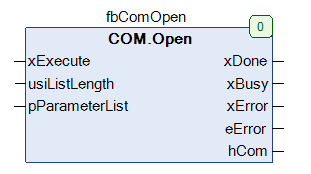 fbComOpen
0
COM.Open
xExecute xDone
usiListLength xBusy
pParameterList xError
eError
hCom